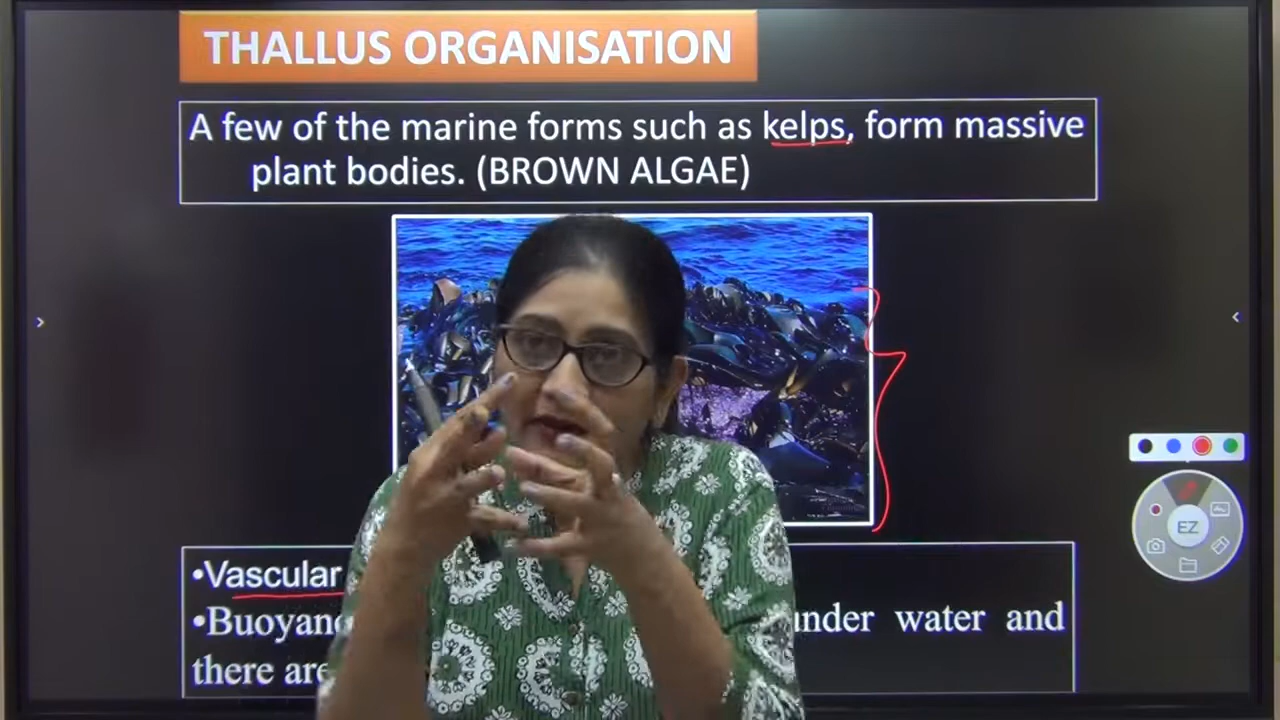 THALLUS ORGANISATION
A few of the marine forms such as kelps, form massive
plant bodies. (BROWN ALGAE)
•Vascular
•Buoyanc under water and
there are
EZ